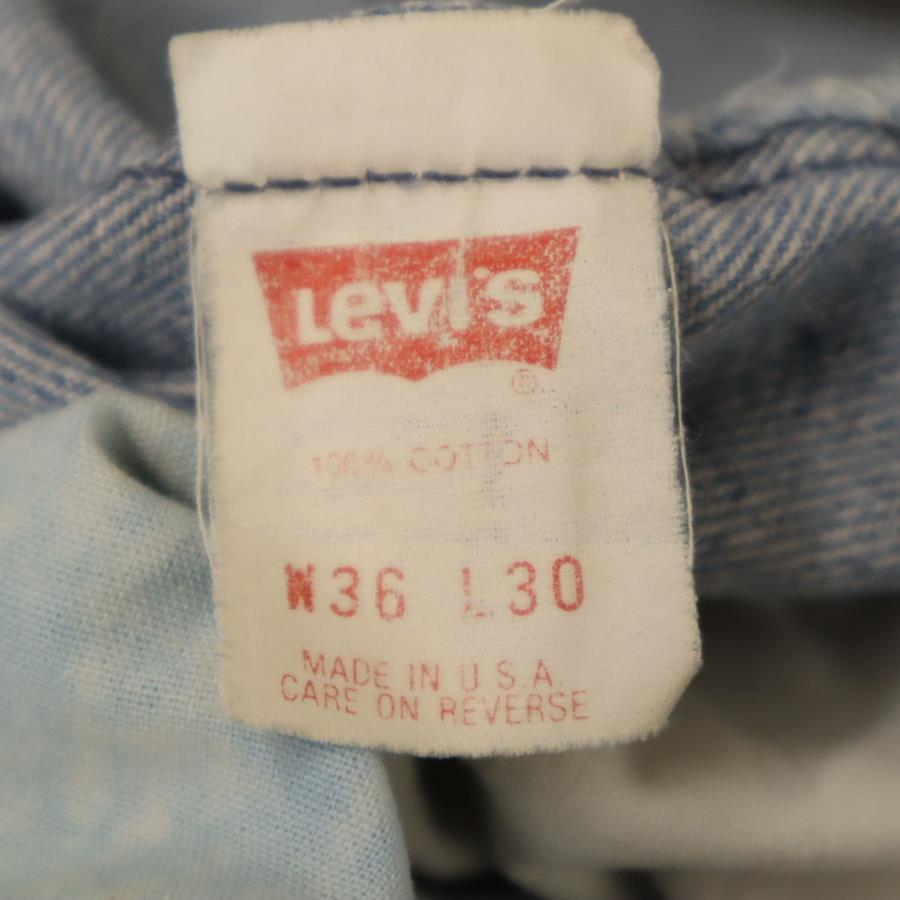 LEVI'S
®
100% COTTON
W36 L30
MADE IN U.S.A.
CARE ON REVERSE